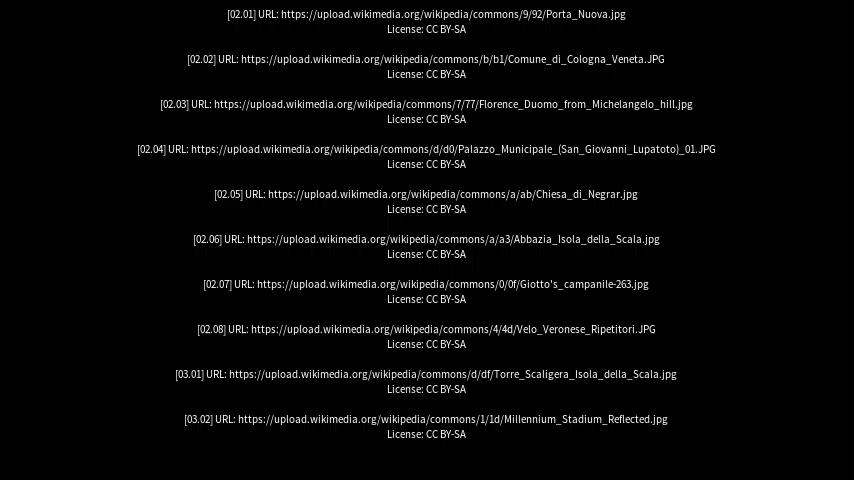 [02.01] URL: https://upload.wikimedia.org/wikipedia/commons/9/92/Porta_Nuova.jpg
License: CC BY-SA
[02.02] URL: https://upload.wikimedia.org/wikipedia/commons/b/b1/Comune_di_Cologna_Veneta.JPG
License: CC BY-SA
[02.03] URL: https://upload.wikimedia.org/wikipedia/commons/7/77/Florence_Duomo_from_Michelangelo_hill.jpg
License: CC BY-SA
[02.04] URL: https://upload.wikimedia.org/wikipedia/commons/d/d0/Palazzo_Municipale_(San_Giovanni_Lupatoto)_01.JPG
License: CC BY-SA
[02.05] URL: https://upload.wikimedia.org/wikipedia/commons/a/ab/Chiesa_di_Negrar.jpg
License: CC BY-SA
[02.06] URL: https://upload.wikimedia.org/wikipedia/commons/a/a3/Abbazia_Isola_della_Scala.jpg
License: CC BY-SA
[02.07] URL: https://upload.wikimedia.org/wikipedia/commons/0/0f/Giotto's_campanile-263.jpg
License: CC BY-SA
[02.08] URL: https://upload.wikimedia.org/wikipedia/commons/4/4d/Velo_Veronese_Ripetitori.JPG
License: CC BY-SA
[03.01] URL: https://upload.wikimedia.org/wikipedia/commons/d/df/Torre_Scaligera_Isola_della_Scala.jpg
License: CC BY-SA
[03.02] URL: https://upload.wikimedia.org/wikipedia/commons/1/1d/Millennium_Stadium_Reflected.jpg
License: CC BY-SA